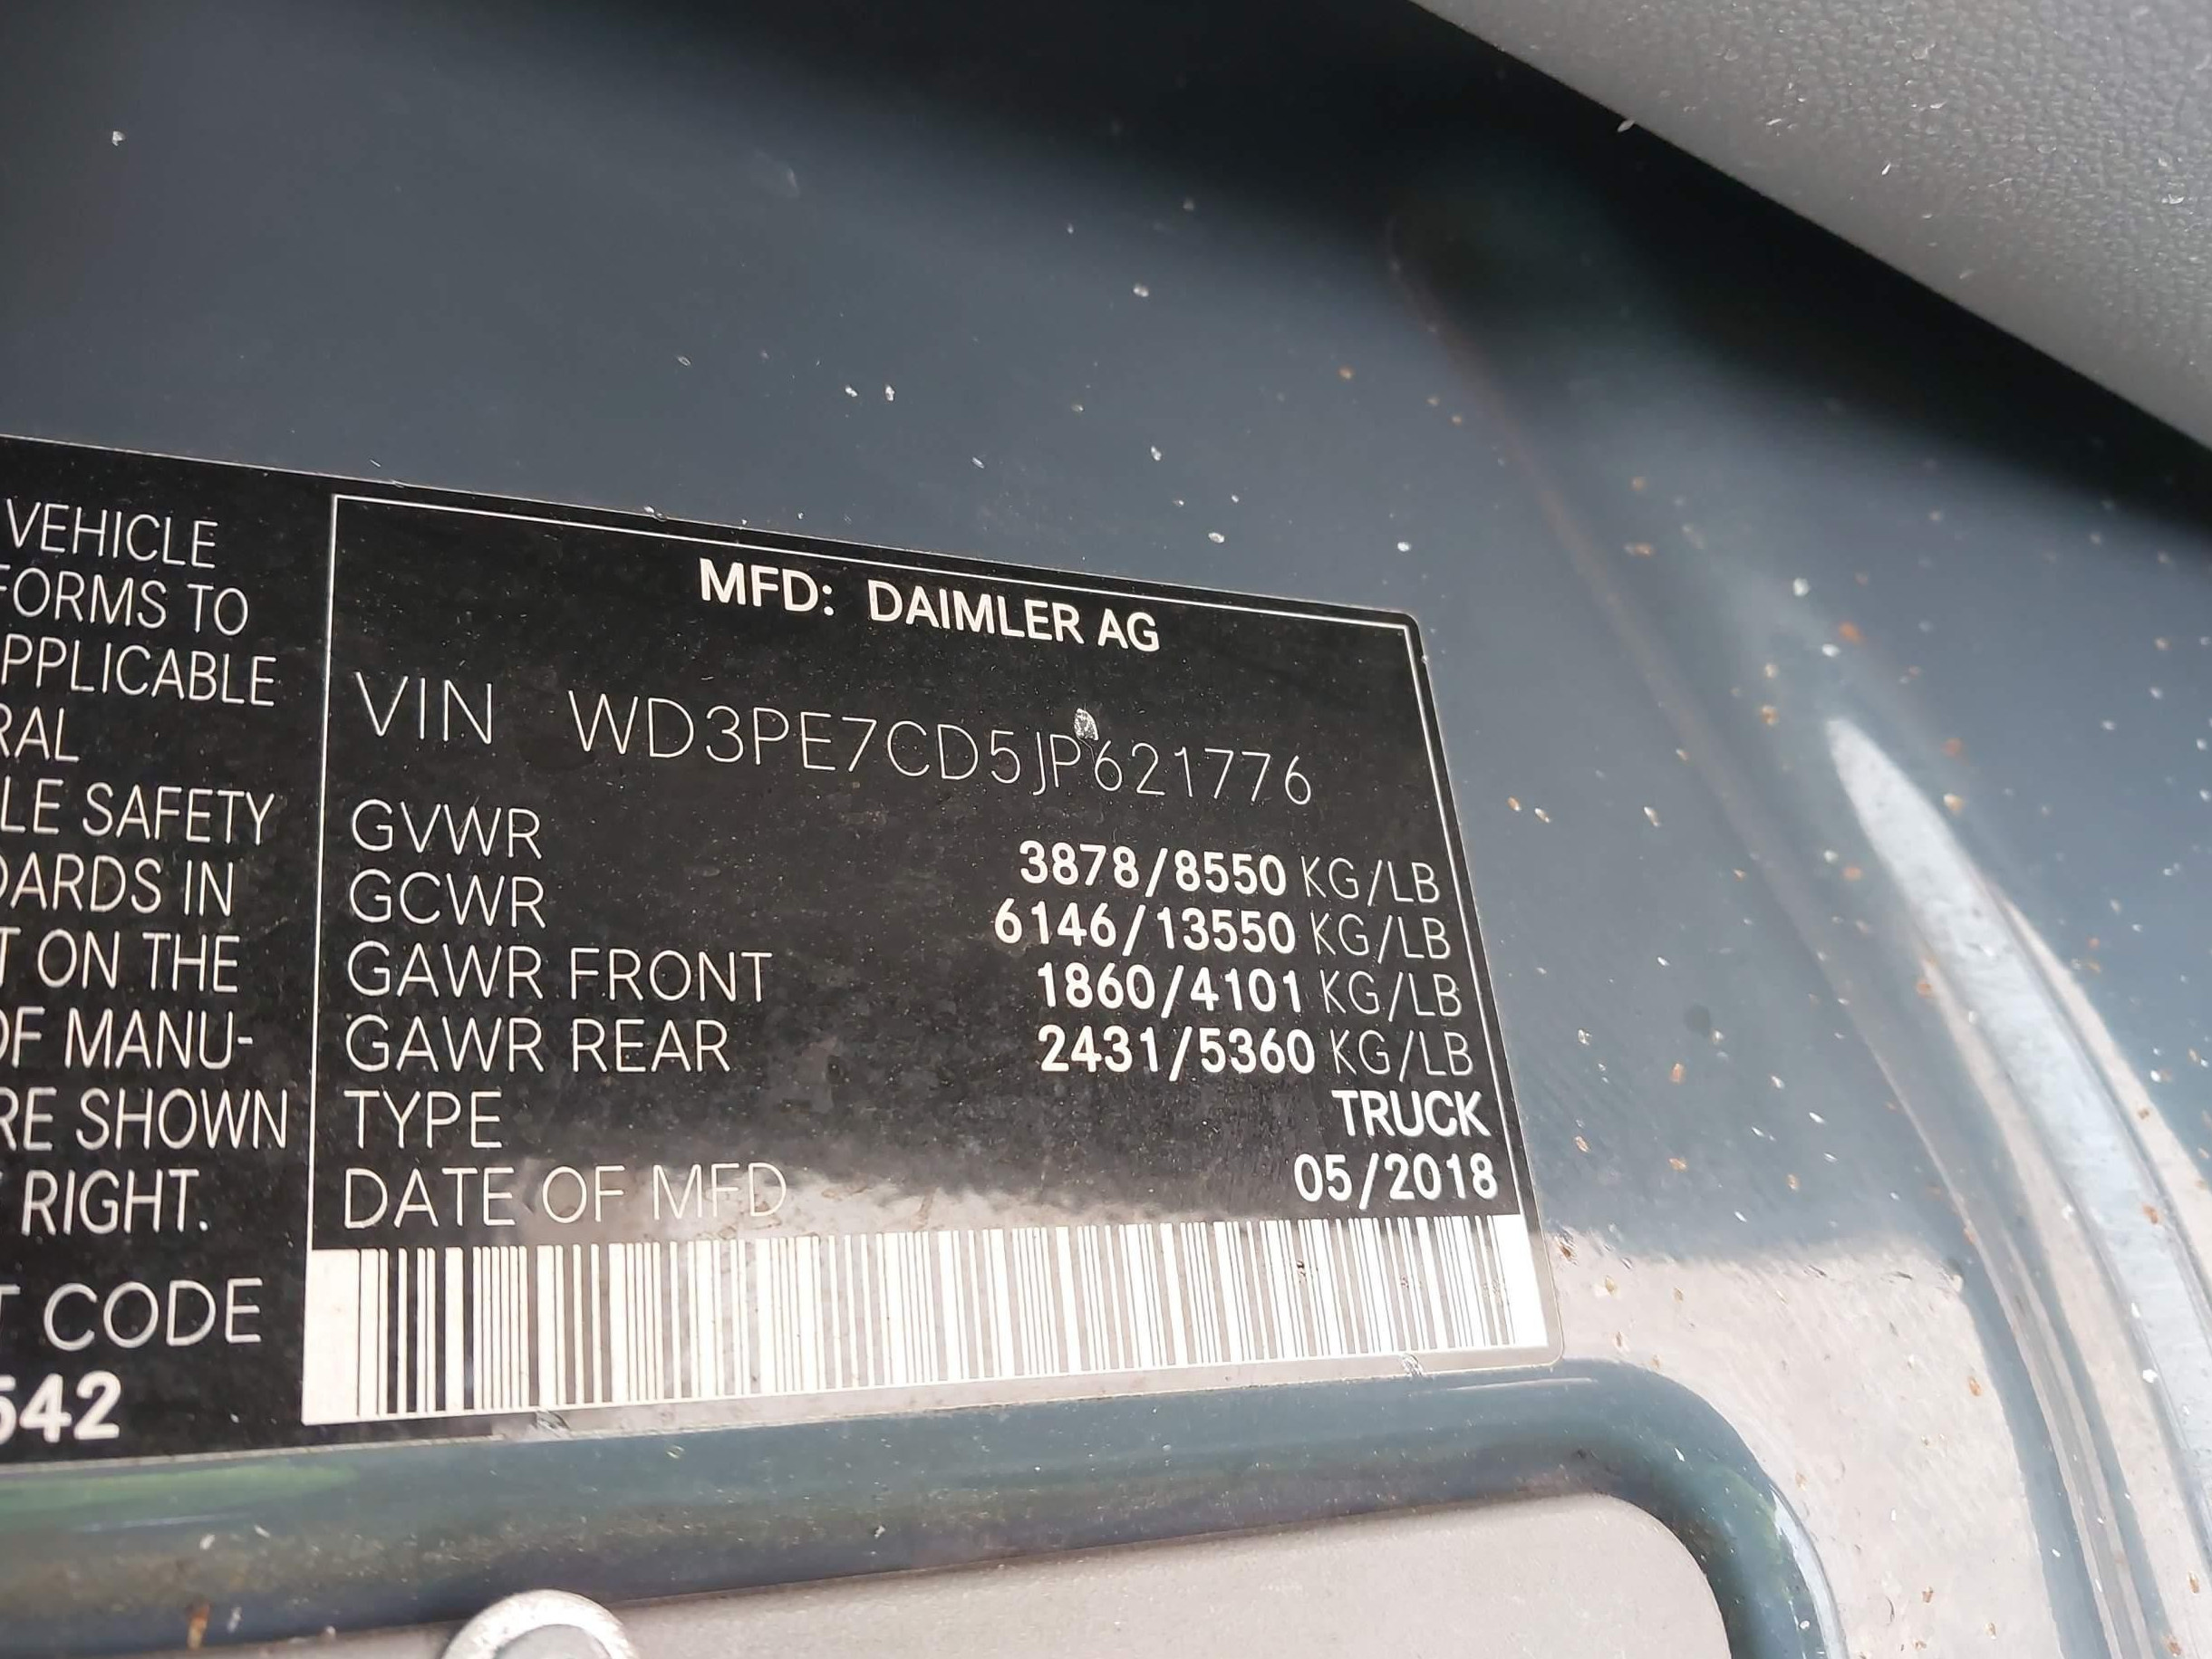 VEHICLE
FORMS TO
PPLICABLE
RAL
LE SAFETY
DARDS IN
T ON THE
OF MANU-
RE SHOWN
RIGHT.
T CODE
542
MFD: DAIMLER AG
VIN WD3PE7CD5JP621776
GVWR 3878/8550 KG/LB
GCWR 6146/13550 KG/LB
GAWR FRONT 1860/4101 KG/LB
GAWR REAR 2431/5360 KG/LB
TYPE TRUCK
DATE OF MFD 05/2018